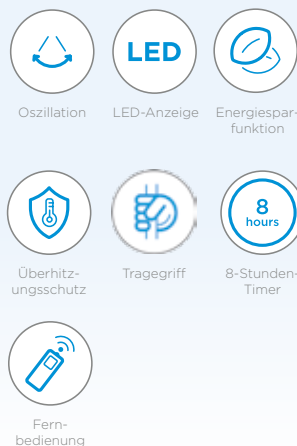 LED
Oszillation
LED-Anzeige
Energiespar-
funktion
8
hours
Überhitz-
ungsschutz
Tragegriff
8-Stunden-
Timer
Fern-
bedienung